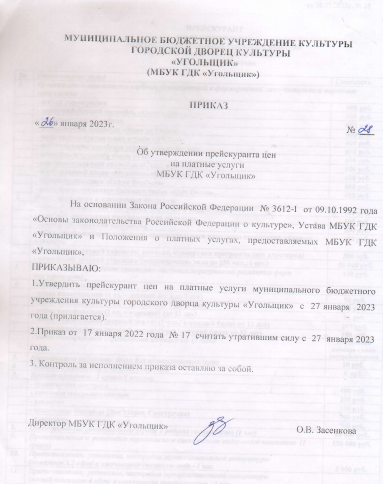 МУНИЦИПАЛЬНОЕ БЮДЖЕТНОЕ УЧРЕЖДЕНИЕ КУЛЬТУРЫ
ГОРОДСКОЙ ДВОРЕЦ КУЛЬТУРЫ
«УГОЛЬЩИК»
(МБУК ГДК «Угольщик»)
ПРИКАЗ
«26» января 2023г. № 28
Об утверждении прейскуранта цен
на платные услуги
МБУК ГДК «Угольщик»
На основании Закона Российской Федерации № 3612-I от 09.10.1992 года
«Основы законодательства Российской Федерации о культуре», Устава МБУК ГДК
«Угольщик» и Положения о платных услугах, предоставляемых МБУК ГДК
«Угольщик»,
ПРИКАЗЫВАЮ:
1.Утвердить прейскурант цен на платные услуги муниципального бюджетного
учреждения культуры городского дворца культуры «Угольщик» с 27 января 2023
года (прилагается).
2.Приказ от 17 января 2022 года № 17 считать утратившим силу с 27 января 2023
года.
3. Контроль за исполнением приказа оставляю за собой.
Директор МБУК ГДК «Угольщик» О.В. Засенкова